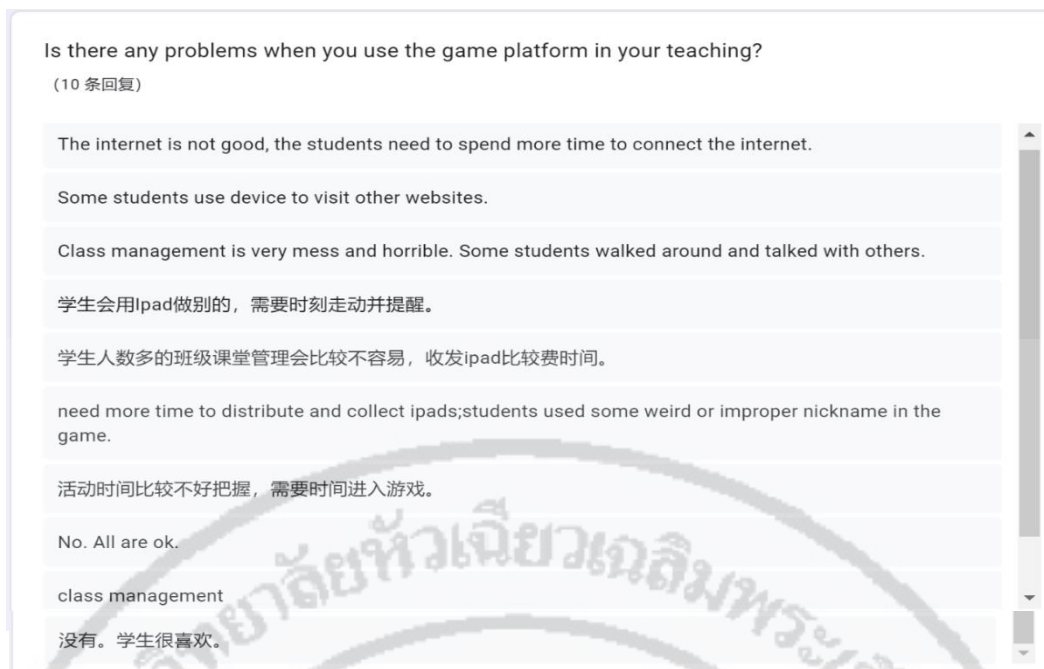 Is there any problems when you use the game platform in your teaching?
(10 条回复)
The internet is not good, the students need to spend more time to connect the internet.
Some students use device to visit other websites.
Class management is very mess and horrible. Some students walked around and talked with others.
学生会用Ipad做别的，需要时刻走动并提醒。
学生人数多的班级课堂管理会比较不容易，收发ipad比较费时间。
need more time to distribute and collect ipads;students used some weird or improper nickname in the
game.
活动时间比较不好把握，需要时间进入游戏。
No. All are ok.
class management
没有。学生很喜欢。